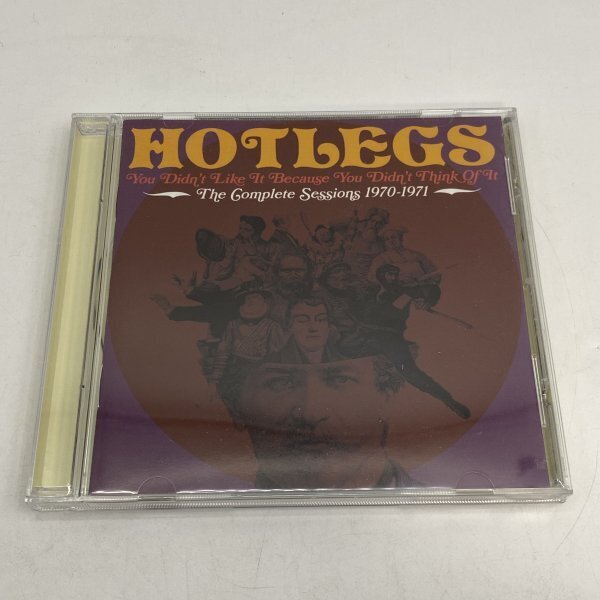 HOTLEGS
You Didn't Like It Because You Didn't Think Of It
The Complete Sessions 1970-1971